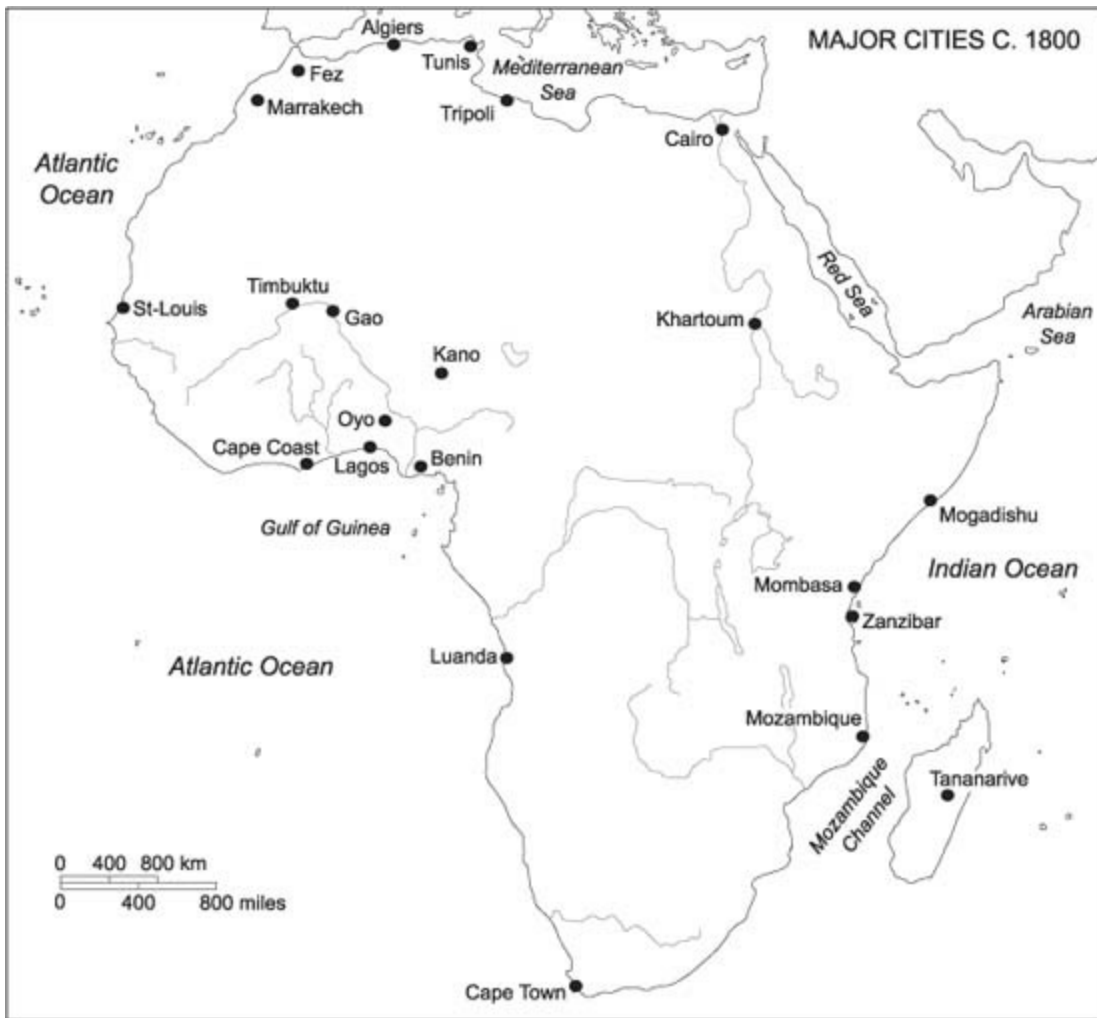 MAJOR CITIES C. 1800
Algiers
Tunis
Mediterranean
Sea
Fez
Marrakech
Tripoli
Cairo
Atlantic
Ocean
Red Sea
Timbuktu
St-Louis
Gao
Khartoum
Arabian
Sea
Kano
Oyo
Cape Coast
Lagos
Benin
Gulf of Guinea
Mogadishu
Indian Ocean
Mombasa
Zanzibar
Luanda
Atlantic Ocean
Mozambique
Tananarive
Mozambique
Channel
0 400 800 km
0 400 800 miles
Cape Town